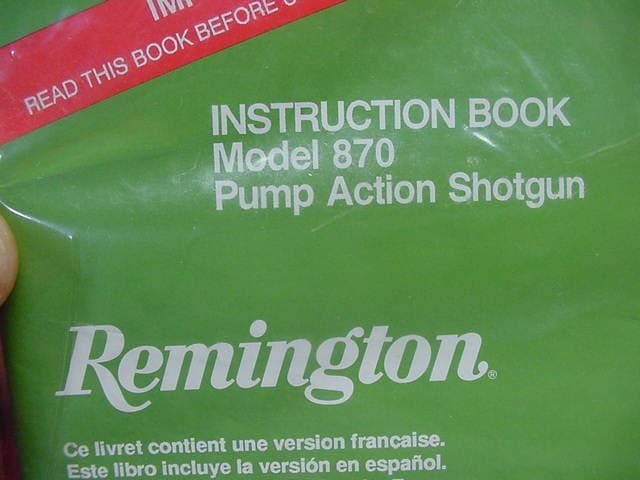 READ THIS BOOK BEFORE
INSTRUCTION BOOK
Model 870
Pump Action Shotgun
Remington®
Ce livret contient une version française.
Este libro incluye la versión en español.